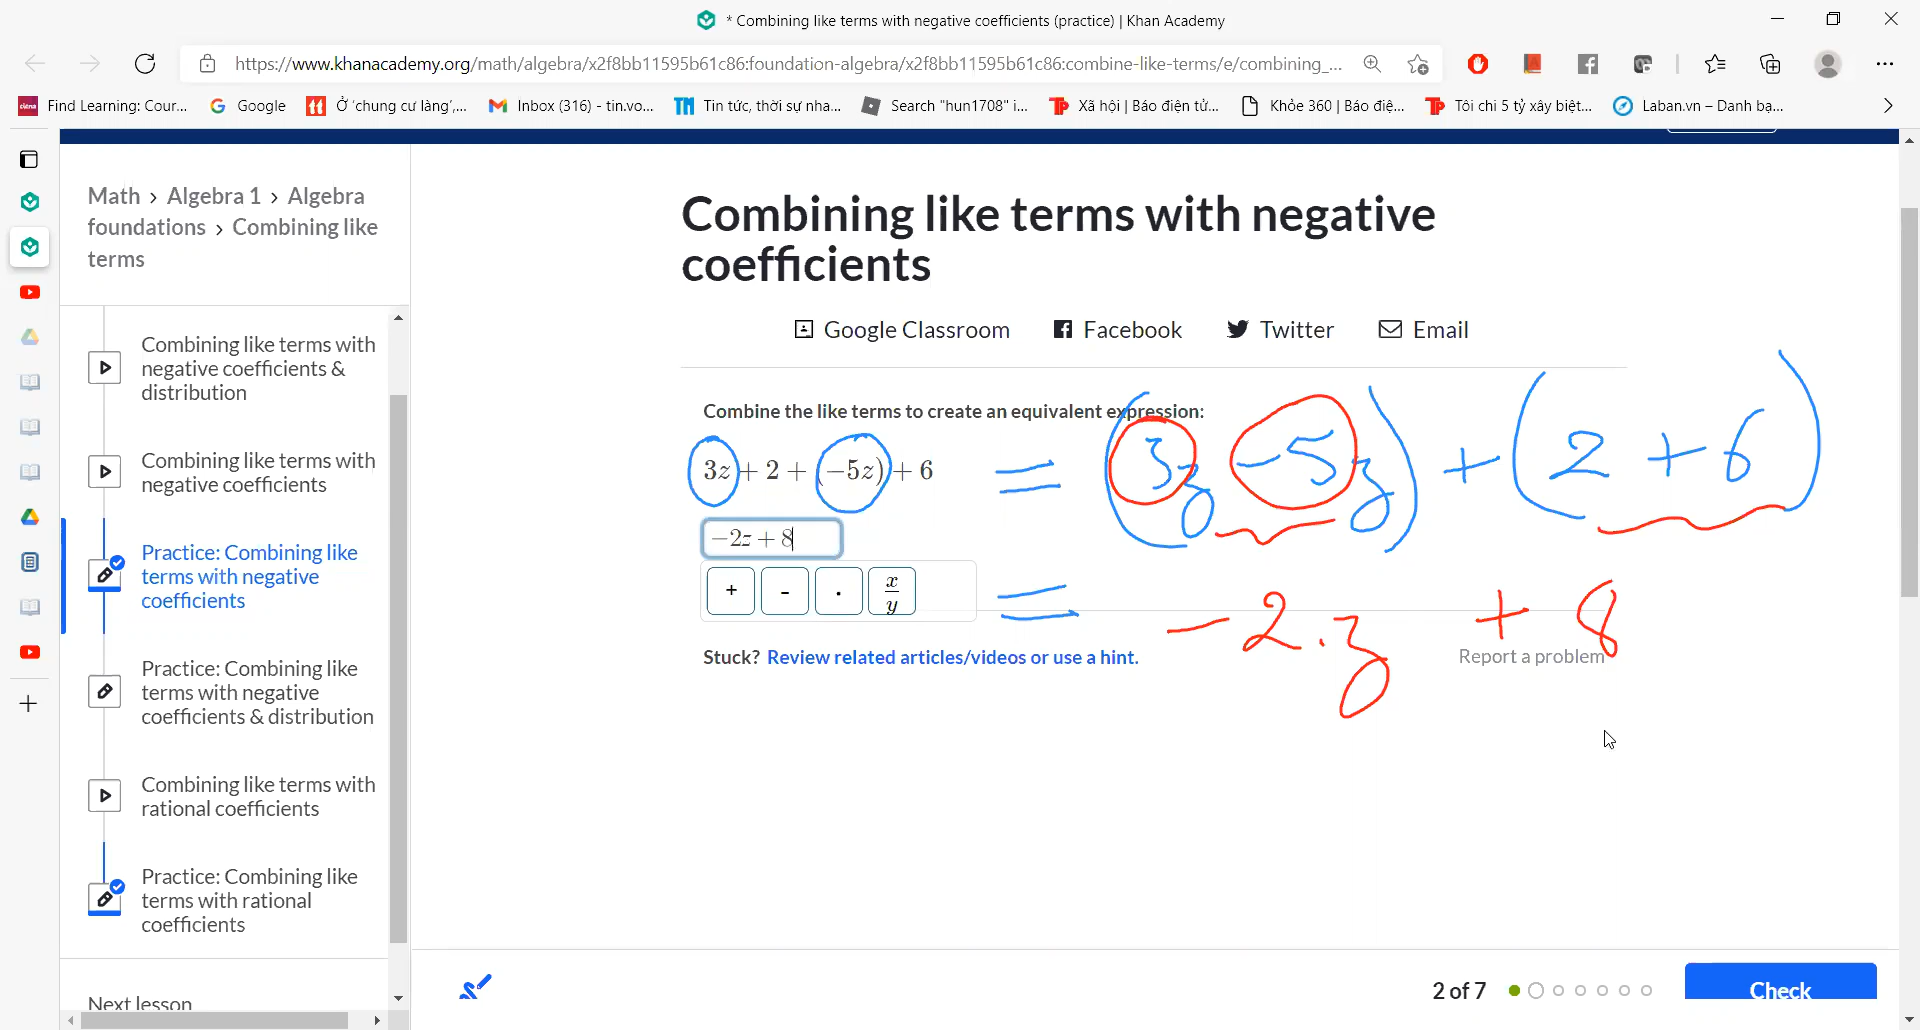 * Combining like terms with negative coefficients (practice) | Khan Academy
https://www.khanacademy.org/math/algebra/x2f8bb11595b61c86:foundation-algebra/x2f8bb11595b61c86:combine-like-terms/e/combining_...
Find Learning: Cour...
Google
Ở 'chung cư làng',...
Inbox (316) - tin.vo...
Tin tức, thời sự nha...
Search "hun1708" i...
Xã hội | Báo điện tử...
Khỏe 360 | Báo điệ...
Tôi chi 5 tỷ xây biệt...
Laban.vn – Danh bạ...
Math › Algebra 1 › Algebra
foundations › Combining like
terms
Combining like terms with
negative coefficients &
distribution
Combining like terms with
negative coefficients
Practice: Combining like
terms with negative
coefficients
Practice: Combining like
terms with negative
coefficients & distribution
Combining like terms with
rational coefficients
Practice: Combining like
terms with rational
coefficients
Next lesson
Combining like terms with negative
coefficients
Google Classroom
Facebook
Twitter
Email
Combine the like terms to create an equivalent expression:
3z + 2 + (−5z) + 6 = (3z −5z) + (2 + 6)
−2z + 8
+ - · x/y
= −2.z + 8
Stuck? Review related articles/videos or use a hint.
Report a problem
2 of 7
Check